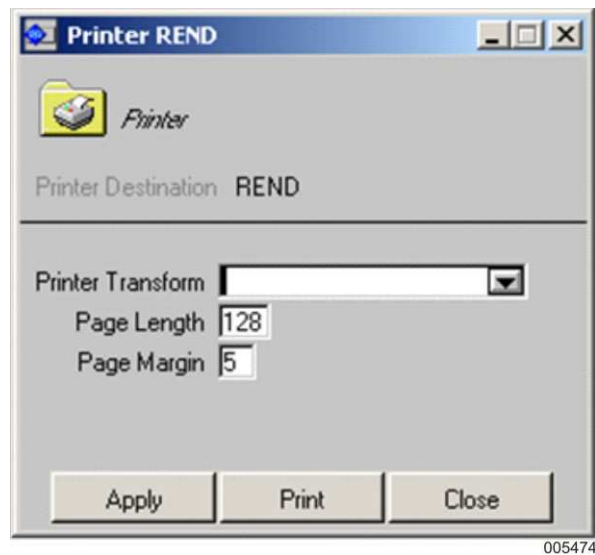 Printer REND
Printer
Printer Destination REND
Printer Transform
Page Length 128
Page Margin 5
Apply Print Close
005474